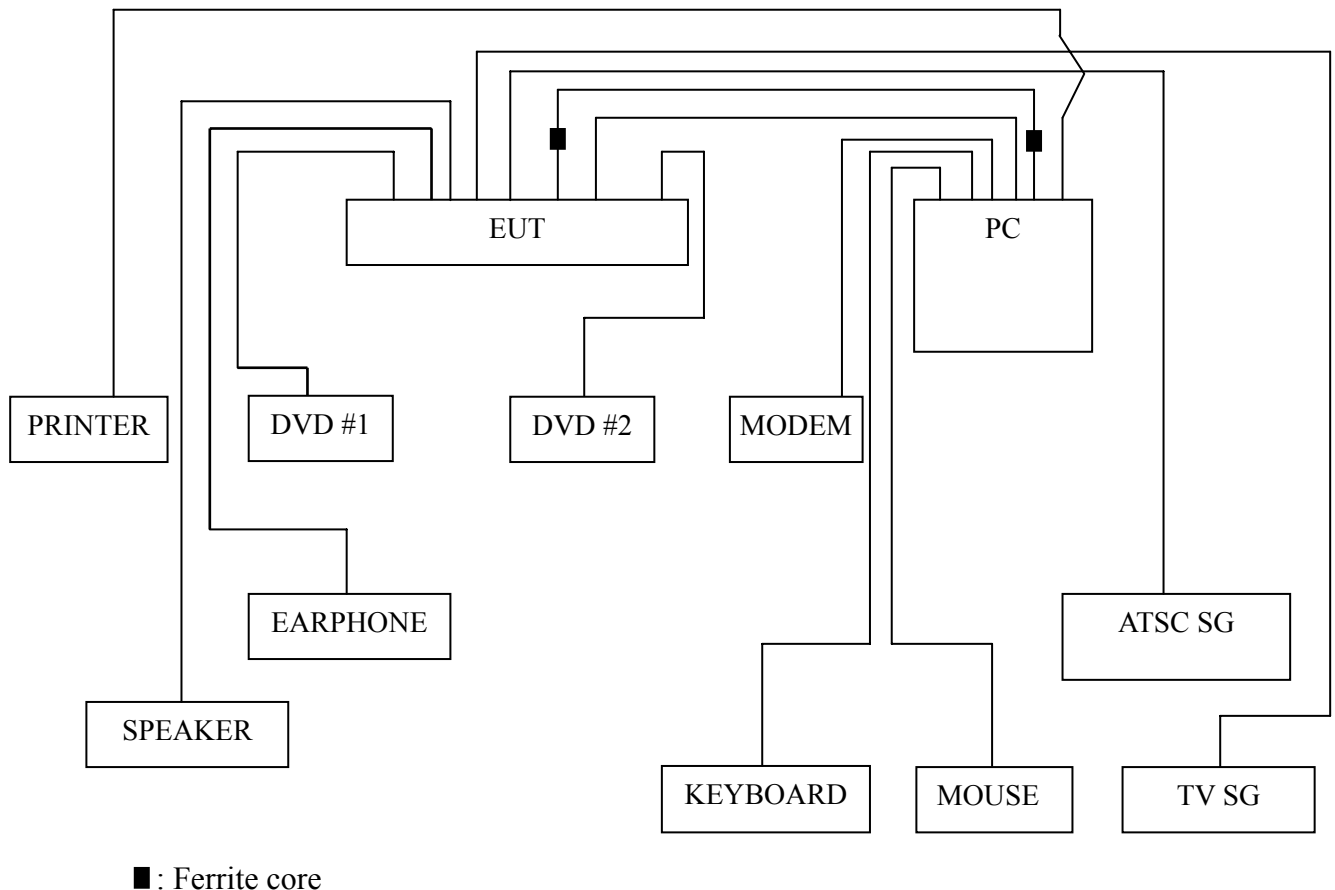 EUT
PC
PRINTER
DVD #1
DVD #2
MODEM
EARPHONE
ATSC SG
SPEAKER
KEYBOARD
MOUSE
TV SG
■ : Ferrite core